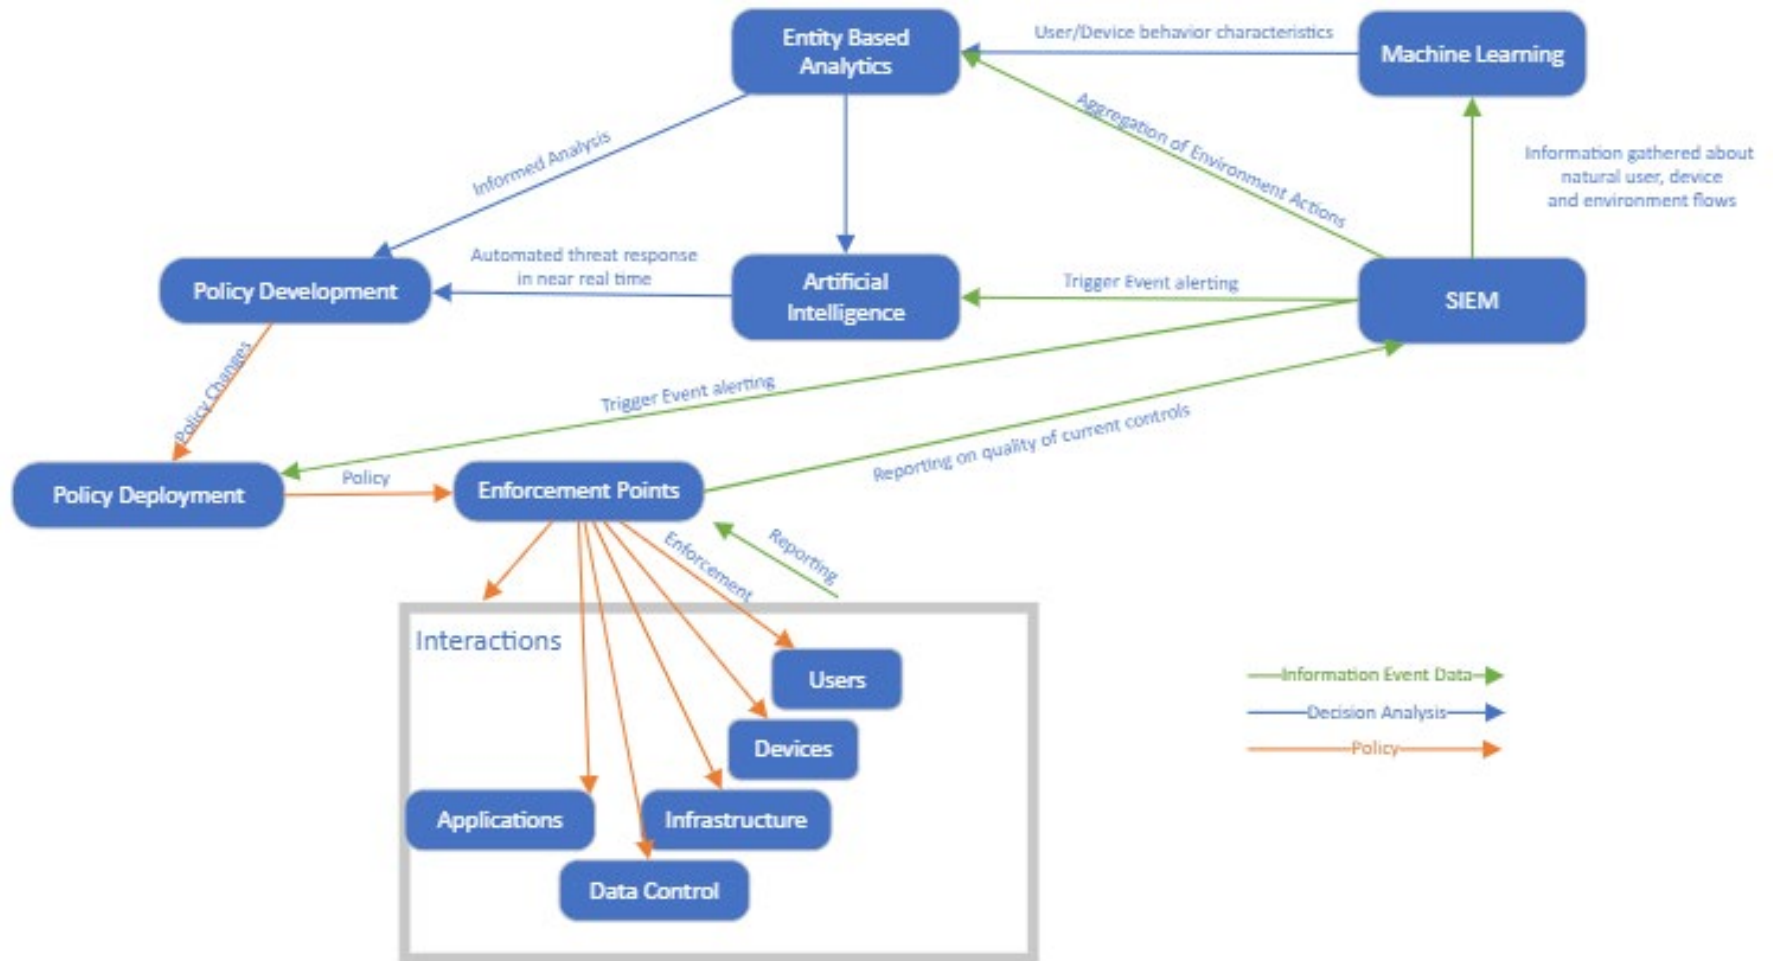 Entity Based
Analytics
User/Device behavior characteristics
Machine Learning
Aggregation of Environment Actions
Information gathered about
natural user, device
and environment flows
Informed Analysis
Policy Development
Automated threat response
in near real time
Artificial
Intelligence
Trigger Event alerting
SIEM
Policy Changes
Trigger Event alerting
Reporting on quality of current controls
Policy Deployment
Policy
Enforcement Points
Enforcement
Reporting
Interactions
Users
Devices
Applications
Infrastructure
Data Control
Information Event Data
Decision Analysis
Policy